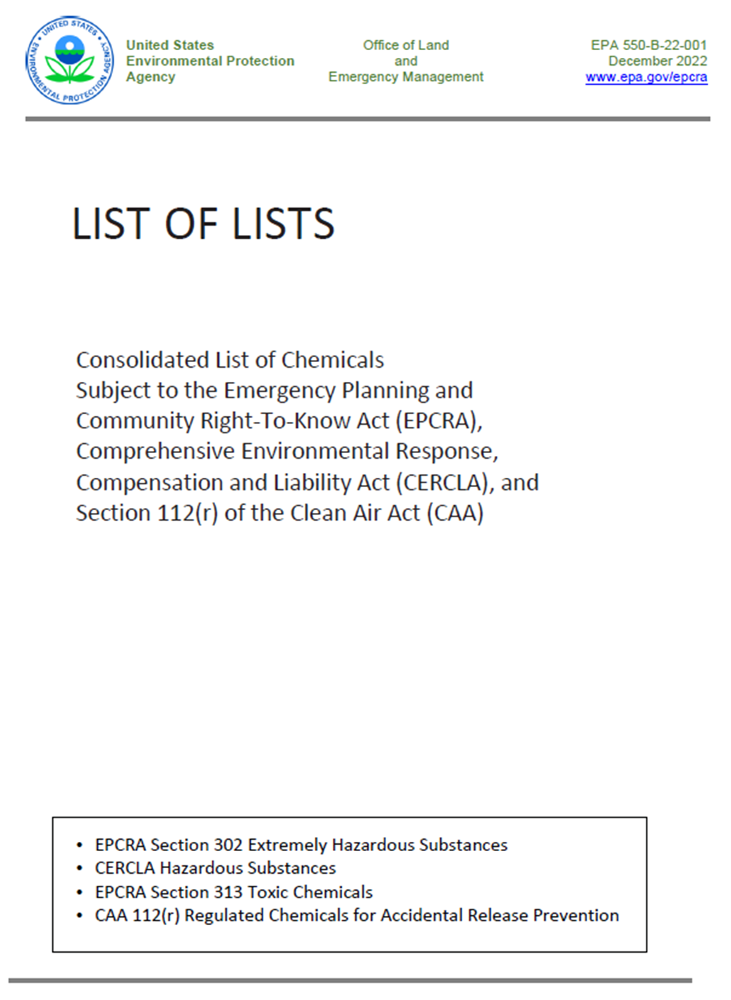 UNITED STATES
ENVIRONMENTAL PROTECTION AGENCY
United States
Environmental Protection
Agency
Office of Land
and
Emergency Management
EPA 550-B-22-001
December 2022
www.epa.gov/epcra
LIST OF LISTS
Consolidated List of Chemicals
Subject to the Emergency Planning and
Community Right-To-Know Act (EPCRA),
Comprehensive Environmental Response,
Compensation and Liability Act (CERCLA), and
Section 112(r) of the Clean Air Act (CAA)
• EPCRA Section 302 Extremely Hazardous Substances
• CERCLA Hazardous Substances
• EPCRA Section 313 Toxic Chemicals
• CAA 112(r) Regulated Chemicals for Accidental Release Prevention